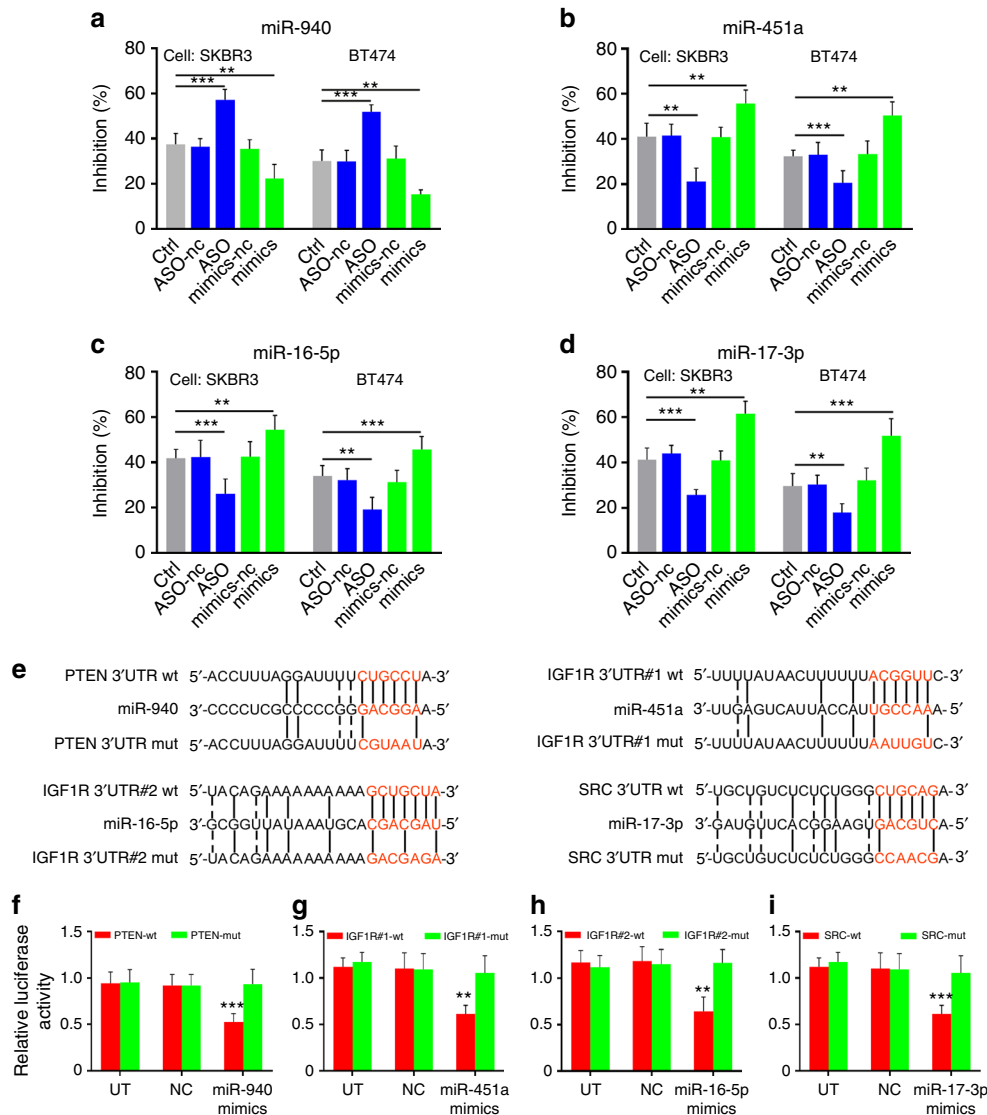 a
miR-940
Cell: SKBR3
BT474
Inhibition (%)
80
60
40
20
0
**
***
**
***
Ctrl
ASO-nc
ASO
mimics-nc
mimics
Ctrl
ASO-nc
ASO
mimics-nc
mimics
b
miR-451a
Cell: SKBR3
BT474
Inhibition (%)
80
60
40
20
0
**
**
**
***
Ctrl
ASO-nc
ASO
mimics-nc
mimics
Ctrl
ASO-nc
ASO
mimics-nc
mimics
c
miR-16-5p
Cell: SKBR3
BT474
Inhibition (%)
80
60
40
20
0
**
***
***
**
Ctrl
ASO-nc
ASO
mimics-nc
mimics
Ctrl
ASO-nc
ASO
mimics-nc
mimics
d
miR-17-3p
Cell: SKBR3
BT474
Inhibition (%)
80
60
40
20
0
**
***
***
**
Ctrl
ASO-nc
ASO
mimics-nc
mimics
Ctrl
ASO-nc
ASO
mimics-nc
mimics
e
PTEN 3′UTR wt 5′-ACCUUUAGGAUUUUUCUGCCUA-3′
miR-940 3′-CCCCUCGCCCCCGGGACGGAA-5′
PTEN 3′UTR mut 5′-ACCUUUAGGAUUUUUCGUAAUA-3′
IGF1R 3′UTR#1 wt 5′-UUUUAUAACUUUUUUACGGUUC-3′
miR-451a 3′-UUGAGUCAUUACCAUUGCCAAA-5′
IGF1R 3′UTR#1 mut 5′-UUUUAUAACUUUUUUAAUUGUC-3′
IGF1R 3′UTR#2 wt 5′-UACAGAAAAAAAAAAGCUGCUA-3′
miR-16-5p 3′-GCGGUUAUAAAUGCACGACGAU-5′
IGF1R 3′UTR#2 mut 5′-UACAGAAAAAAAAAAGACGAGA-3′
SRC 3′UTR wt 5′-UGCUGUCUCUCUGGGCUGCAGA-3′
miR-17-3p 3′-GAUGUUCACGGAAGUGACGUCA-5′
SRC 3′UTR mut 5′-UGCUGUCUCUCUGGGCCAACGA-3′
f
Relative luciferase
activity
PTEN-wt PTEN-mut
1.5
1.0
0.5
0
***
UT NC miR-940
mimics
g
IGF1R#1-wt IGF1R#1-mut
1.5
1.0
0.5
0
**
UT NC miR-451a
mimics
h
IGF1R#2-wt IGF1R#2-mut
1.5
1.0
0.5
0
**
UT NC miR-16-5p
mimics
i
SRC-wt SRC-mut
1.5
1.0
0.5
0
***
UT NC miR-17-3p
mimics